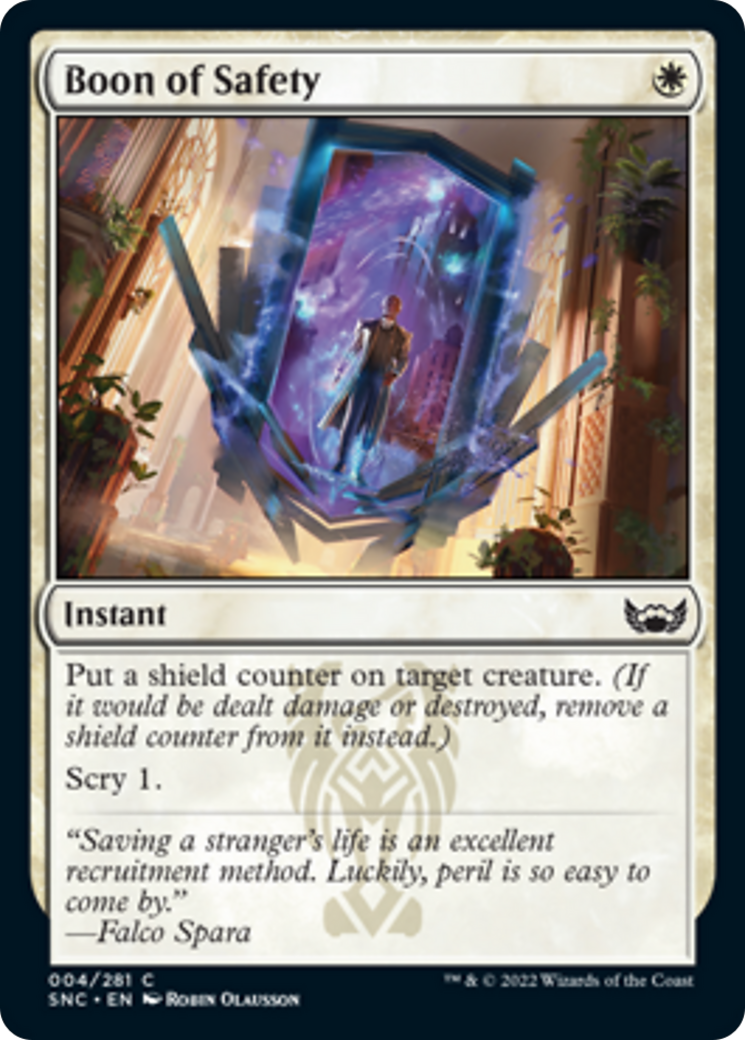 Boon of Safety
Instant
Put a shield counter on target creature. (If
it would be dealt damage or destroyed, remove a
shield counter from it instead.)
Scry 1.
“Saving a stranger’s life is an excellent
recruitment method. Luckily, peril is so easy to
come by.”
—Falco Spara
004/281 C
™ & © 2022 Wizards of the Coast
SNC • EN Robin Olausson